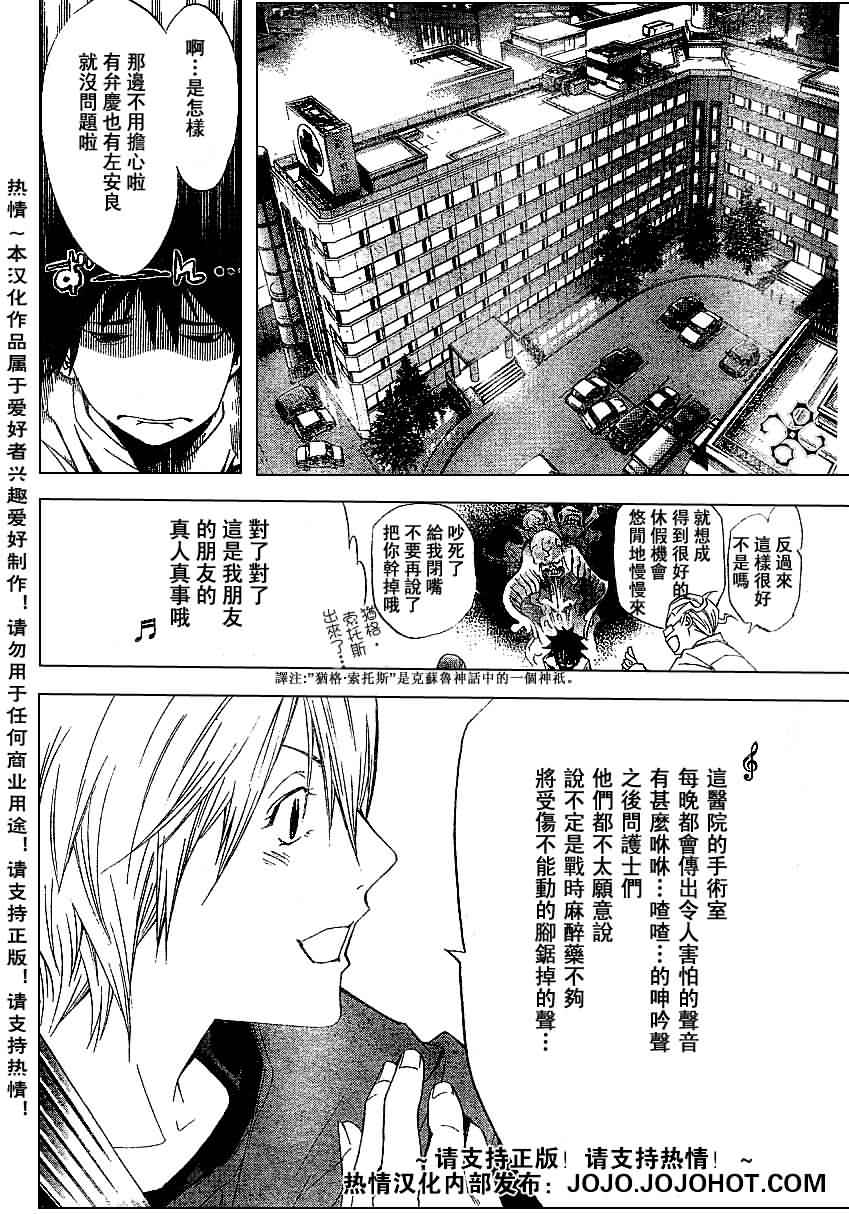 啊…是怎樣
那邊不用擔心啦
有弁慶也有左安良
就沒問題啦
ずーん…
反過來
這樣很好
不是嗎
就想成
得到很好的
休假機會
悠閒地慢慢來
吵死了
給我閉嘴
不要再說了
把你幹掉哦
猶格·
索托斯
出來了…
對了對了
這是我朋友
的朋友的
真人真事哦
譯注:"猶格·索托斯"是克蘇魯神話中的一個神祇。
這醫院的手術室
每晚都會傳出令人害怕的聲音
有甚麼咻咻…喳喳…的呻吟聲
之後問護士們
他們都不太願意說
說不定是戰時麻醉藥不夠
將受傷不能動的腳鋸掉的聲…
热情～本汉化作品属于爱好者兴趣爱好制作！请勿用于任何商业用途！请支持正版！请支持热情！
～请支持正版！请支持热情！～
热情汉化内部发布：JOJO.JOJOHOT.COM